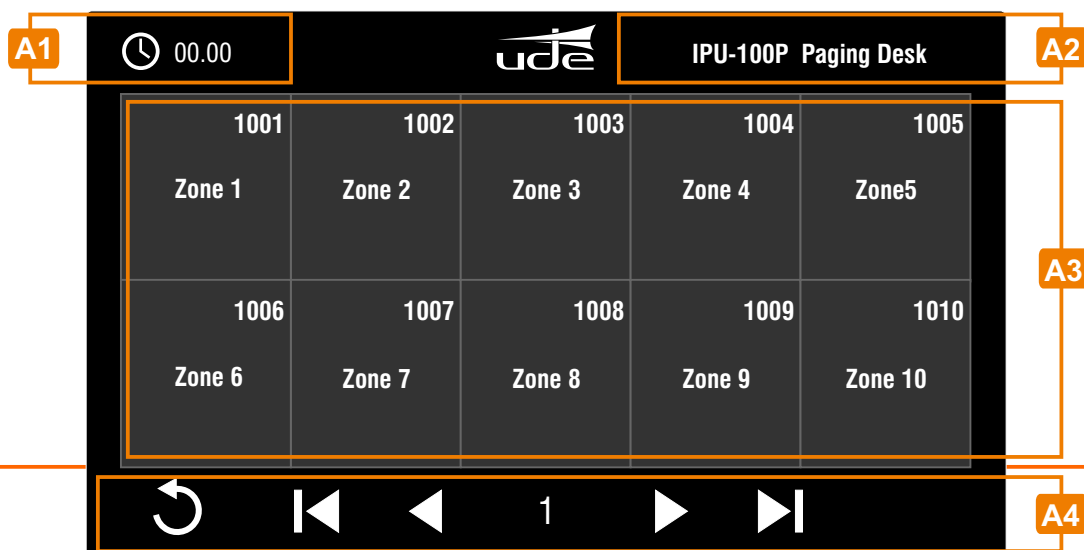 A1
00.00
ude
IPU-100P Paging Desk
A2
1001 1002 1003 1004 1005
Zone 1 Zone 2 Zone 3 Zone 4 Zone5
A3
1006 1007 1008 1009 1010
Zone 6 Zone 7 Zone 8 Zone 9 Zone 10
1
A4